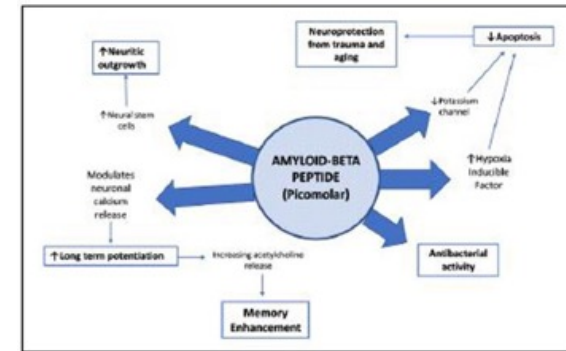 Neuroprotection
from trauma and
aging
↓Apoptosis
↑Neuritic
outgrowth
↑Neural stem
cells
↓Potassium
channel
AMYLOID-BETA
PEPTIDE
(Picomolar)
↑Hypoxia
Inducible
Factor
Modulates
neuronal
calcium
release
↑Long term potentiation
Increasing acetylcholine
release
Antibacterial
activity
Memory
Enhancement